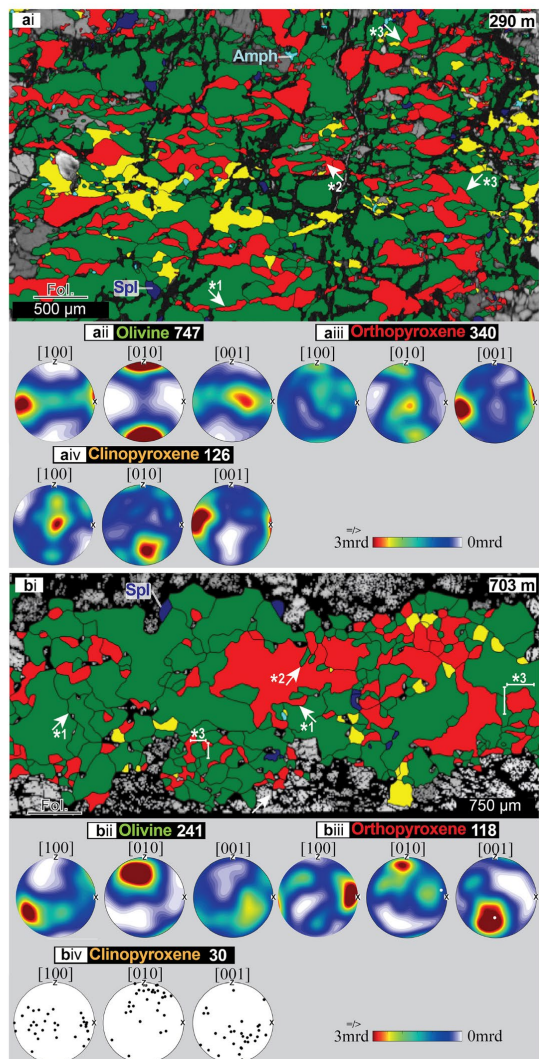 ai
290 m
*3
Amph
*2
*3
Spl
*1
Fol.
500 µm
aii Olivine 747
aiii Orthopyroxene 340
[100] [010] [001] [100] [010] [001]
z z z z z z
x x x x x x
aiv Clinopyroxene 126
[100] [010] [001]
z z z
x x x
=/>
3mrd 0mrd
bi
703 m
Spl
*2
*3
*1
*3
*1
Fol.
750 µm
bii Olivine 241
biii Orthopyroxene 118
[100] [010] [001] [100] [010] [001]
z z z z z z
x x x x x x
biv Clinopyroxene 30
[100] [010] [001]
z z z
x x x
=/>
3mrd 0mrd